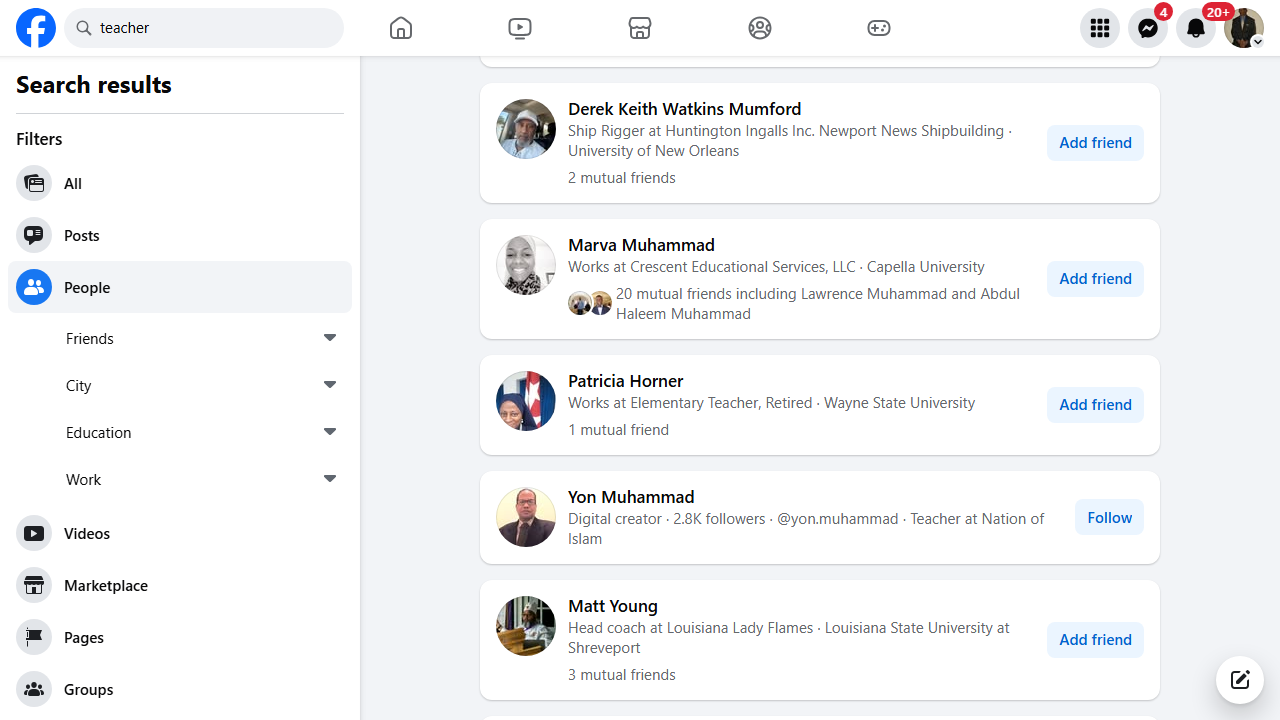 teacher
4
20+
Search results
Filters
All
Posts
People
Friends
City
Education
Work
Videos
Marketplace
Pages
Groups
Derek Keith Watkins Mumford
Ship Rigger at Huntington Ingalls Inc. Newport News Shipbuilding ·
University of New Orleans
2 mutual friends
Add friend
Marva Muhammad
Works at Crescent Educational Services, LLC · Capella University
20 mutual friends including Lawrence Muhammad and Abdul
Haleem Muhammad
Add friend
Patricia Horner
Works at Elementary Teacher, Retired · Wayne State University
1 mutual friend
Add friend
Yon Muhammad
Digital creator · 2.8K followers · @yon.muhammad · Teacher at Nation of
Islam
Follow
Matt Young
Head coach at Louisiana Lady Flames · Louisiana State University at
Shreveport
3 mutual friends
Add friend